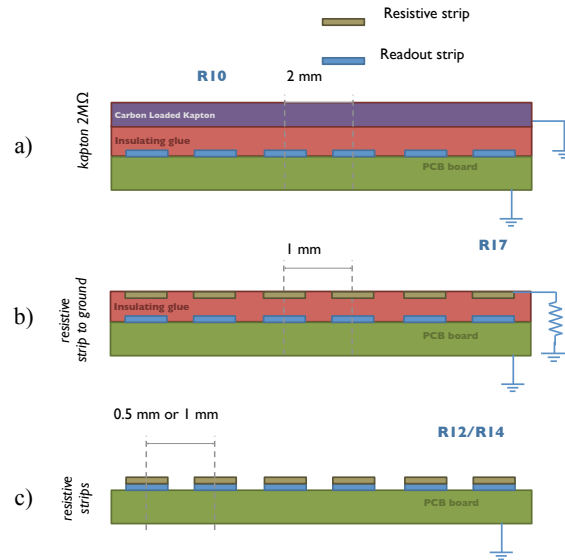 Resistive strip
Readout strip
R10
2 mm
a)
kapton 2MΩ
Carbon Loaded Kapton
Insulating glue
PCB board
R17
1 mm
b)
resistive
strip to ground
Insulating glue
PCB board
0.5 mm or 1 mm
R12/R14
c)
resistive
strips
PCB board